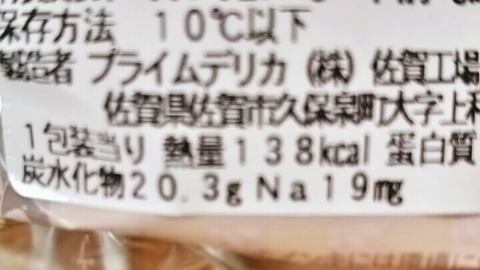 保存方法 10℃以下
製造者 プライムデリカ(株)佐賀工場
佐賀県佐賀市久保泉町大字上和
1包装当り 熱量138kcal 蛋白質
炭水化物20.3g Na19mg